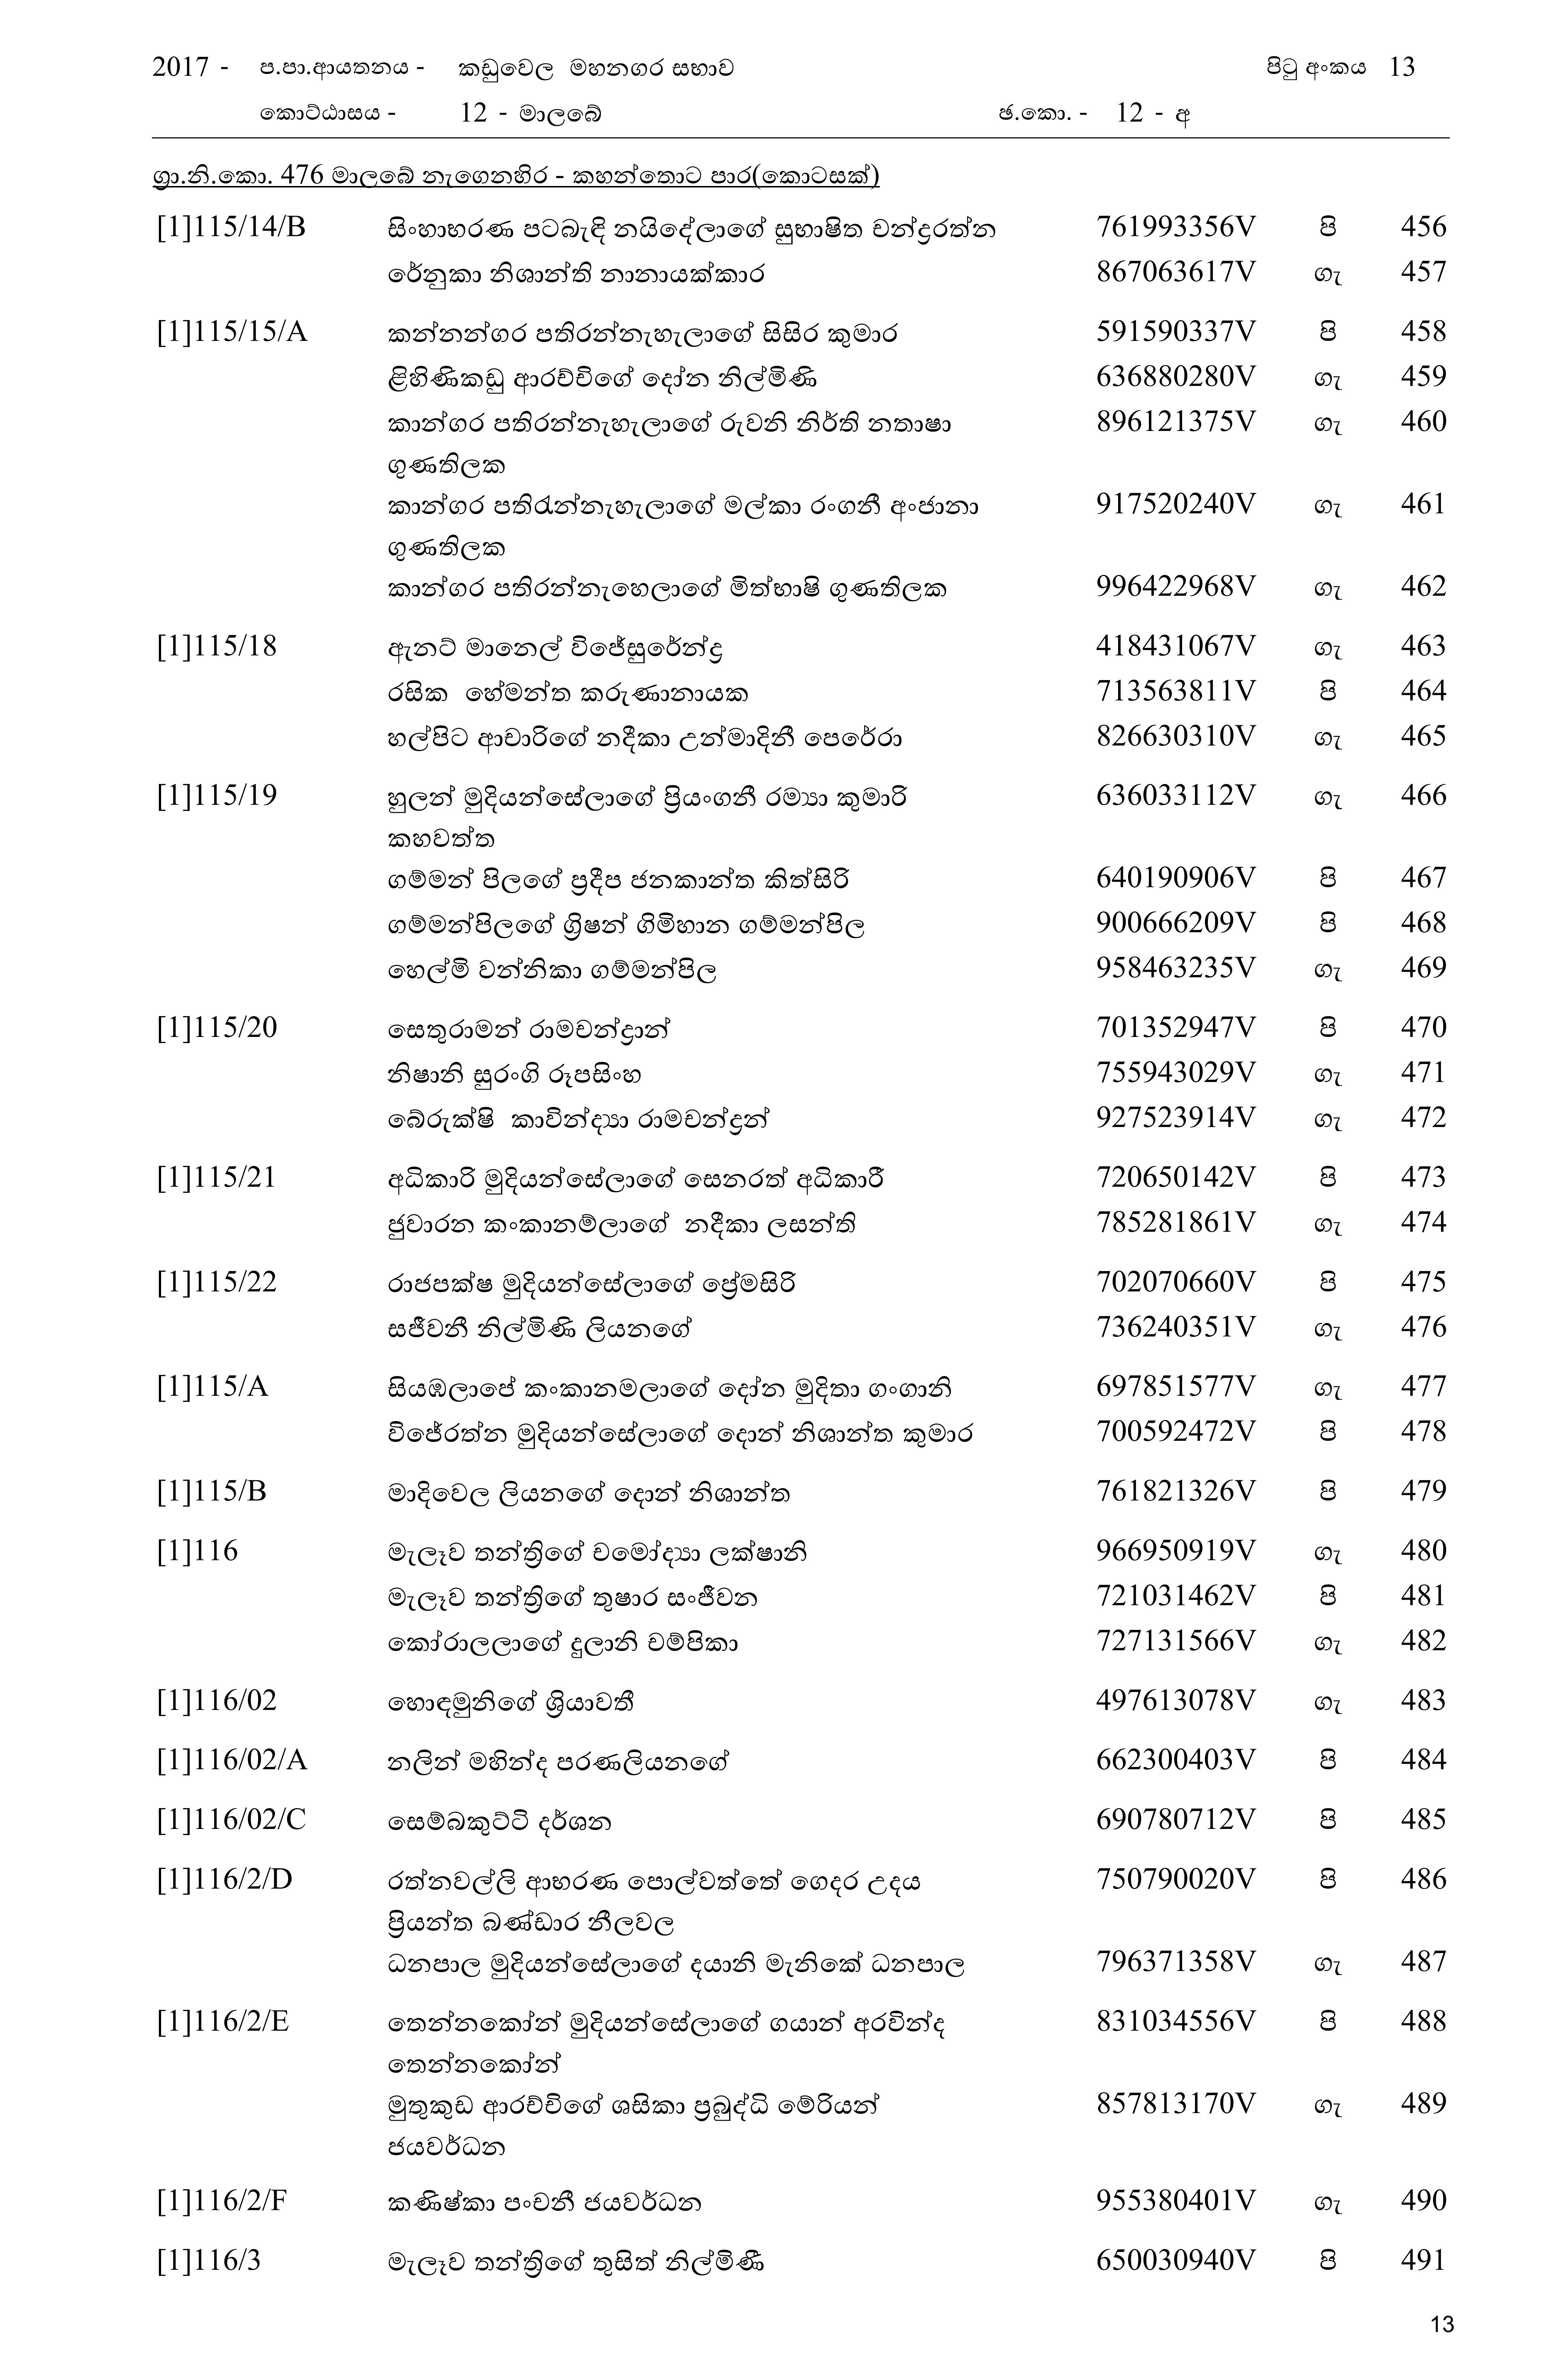 2017 - ප.පා.ආයතනය - කඩුවෙල මහනගර සභාව පිටු අංකය 13
කොට්ඨාසය - 12 - මාලබේ ඡ.කො. - 12 - අ
ග්‍රා.නි.කො. 476 මාලබේ නැගෙනහිර - කහන්තොට පාර(කොටසක්)
[1]115/14/B සිංහාභරණ පටබැඳි නයිදේලාගේ සුභාෂිත චන්ද්‍රරත්න 761993356V පි 456
රේනුකා නිශාන්ති නානායක්කාර 867063617V ගැ 457
[1]115/15/A කන්නන්ගර පතිරන්නැහැලාගේ සිසිර කුමාර 591590337V පි 458
ළිහිණිකඩු ආරච්චිගේ දෝන නිල්මිණි 636880280V ගැ 459
කාන්ගර පතිරන්නැහැලාගේ රුවනි නිර්ති නතාෂා 896121375V ගැ 460
ගුණතිලක
කාන්ගර පතිරැන්නැහැලාගේ මල්කා රංගනී අංජානා 917520240V ගැ 461
ගුණතිලක
කාන්ගර පතිරන්නැහෙලාගේ මිත්භාෂි ගුණතිලක 996422968V ගැ 462
[1]115/18 ඇනට් මානෙල් විජේසුරේන්ද්‍ර 418431067V ගැ 463
රසික හේමන්ත කරුණානායක 713563811V පි 464
හල්පිට ආචාරිගේ නදීකා උන්මාදිනී පෙරේරා 826630310V ගැ 465
[1]115/19 හුලන් මුදියන්සේලාගේ ප්‍රියංගනී රම්‍යා කුමාරි 636033112V ගැ 466
කහවත්ත
ගම්මන් පිලගේ ප්‍රදීප ජනකාන්ත කිත්සිරි 640190906V පි 467
ගම්මන්පිලගේ ග්‍රිෂන් ගිම්හාන ගම්මන්පිල 900666209V පි 468
හෙල්මි වන්නිකා ගම්මන්පිල 958463235V ගැ 469
[1]115/20 සෙතුරාමන් රාමචන්ද්‍රාන් 701352947V පි 470
නිෂානි සුරංගි රූපසිංහ 755943029V ගැ 471
බේරුක්ෂි කාවින්ද්‍යා රාමචන්ද්‍රන් 927523914V ගැ 472
[1]115/21 අධිකාරි මුදියන්සේලාගේ සෙනරත් අධිකාරී 720650142V පි 473
ජුවාරන කංකානම්ලාගේ නදීකා ලසන්ති 785281861V ගැ 474
[1]115/22 රාජපක්ෂ මුදියන්සේලාගේ ප්‍රේමසිරි 702070660V පි 475
සජීවනී නිල්මිණි ලියනගේ 736240351V ගැ 476
[1]115/A සියඹලාපේ කංකානමලාගේ දෝන මුදිතා ගංගානි 697851577V ගැ 477
විජේරත්න මුදියන්සේලාගේ දොන් නිශාන්ත කුමාර 700592472V පි 478
[1]115/B මාදිවෙල ලියනගේ දොන් නිශාන්ත 761821326V පි 479
[1]116 මැලෑව තන්ත්‍රිගේ චමෝද්‍යා ලක්ෂානි 966950919V ගැ 480
මැලෑව තන්ත්‍රිගේ තුෂාර සංජීවන 721031462V පි 481
කෝරාලලාගේ දුලානි චම්පිකා 727131566V ගැ 482
[1]116/02 හොඳමුනිගේ ශ්‍රියාවතී 497613078V ගැ 483
[1]116/02/A නලින් මහින්ද පරණලියනගේ 662300403V පි 484
[1]116/02/C සෙම්බකුට්ටි දර්ශන 690780712V පි 485
[1]116/2/D රත්නවල්ලි ආභරණ පොල්වත්තේ ගෙදර උදය 750790020V පි 486
ප්‍රියන්ත බණ්ඩාර නීලවල
ධනපාල මුදියන්සේලාගේ දයානි මැනිකේ ධනපාල 796371358V ගැ 487
[1]116/2/E තෙන්නකෝන් මුදියන්සේලාගේ ගයාන් අරවින්ද 831034556V පි 488
තෙන්නකෝන්
මුතුකුඩ ආරච්චිගේ ශසිකා ප්‍රබුද්ධි මේරියන් 857813170V ගැ 489
ජයවර්ධන
[1]116/2/F කණිෂ්කා පංචනී ජයවර්ධන 955380401V ගැ 490
[1]116/3 මැලෑව තන්ත්‍රිගේ තුසිත් නිල්මිණී 650030940V පි 491
13